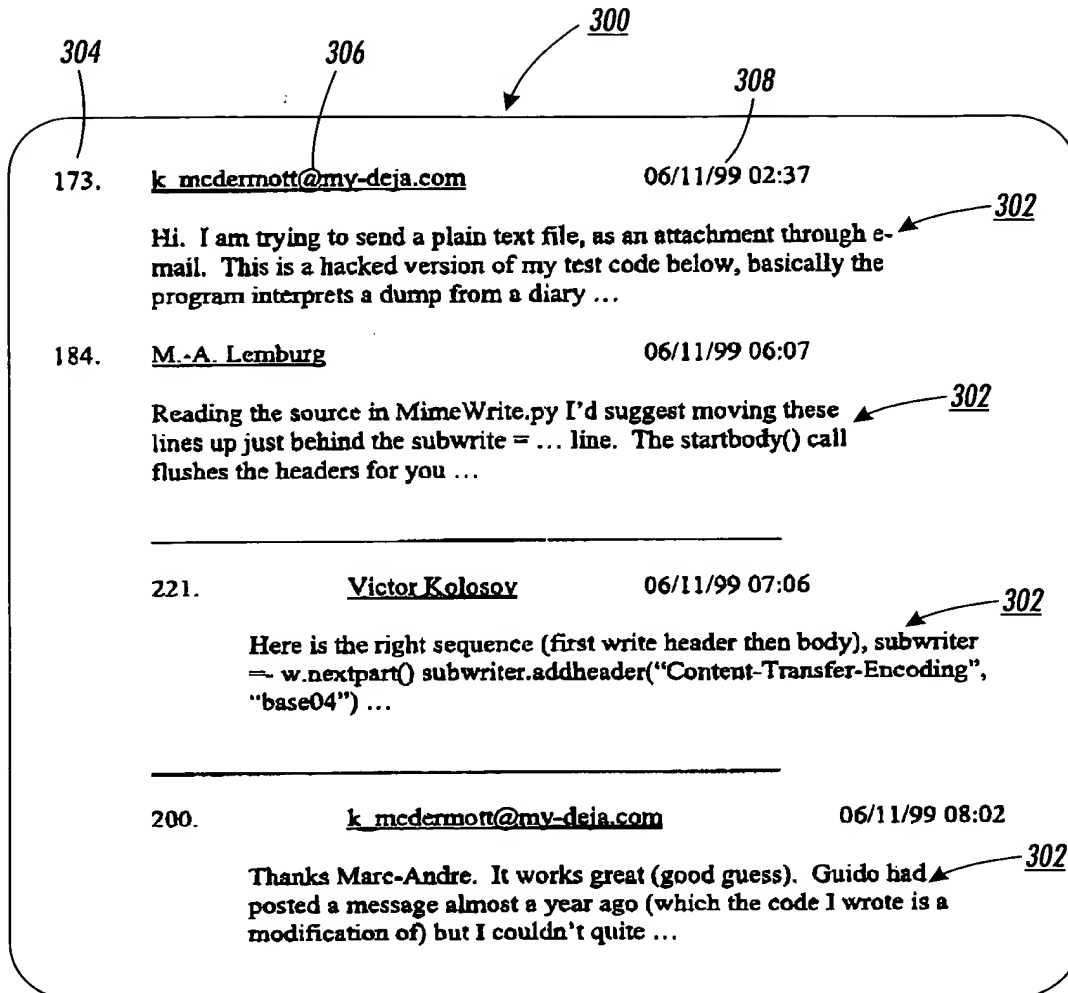 300
304 306
308
173. k_mcdermott@my-deja.com 06/11/99 02:37
302
Hi. I am trying to send a plain text file, as an attachment through e-
mail. This is a hacked version of my test code below, basically the
program interprets a dump from a diary ...
184. M.-A. Lemburg 06/11/99 06:07
302
Reading the source in MimeWrite.py I'd suggest moving these
lines up just behind the subwrite = ... line. The startbody() call
flushes the headers for you ...
221. Victor Kolosov 06/11/99 07:06
302
Here is the right sequence (first write header then body), subwriter
= w.nextpart() subwriter.addheader("Content-Transfer-Encoding",
"base04") ...
200. k_mcdermott@my-deja.com 06/11/99 08:02
302
Thanks Marc-Andre. It works great (good guess). Guido had
posted a message almost a year ago (which the code I wrote is a
modification of) but I couldn't quite ...